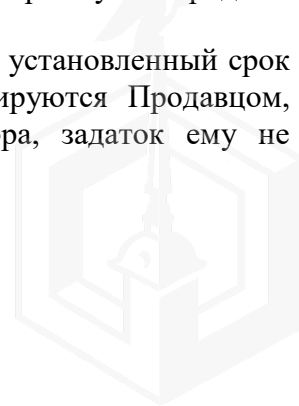 установленный срок
ируются Продавцом,
ра, задаток ему не